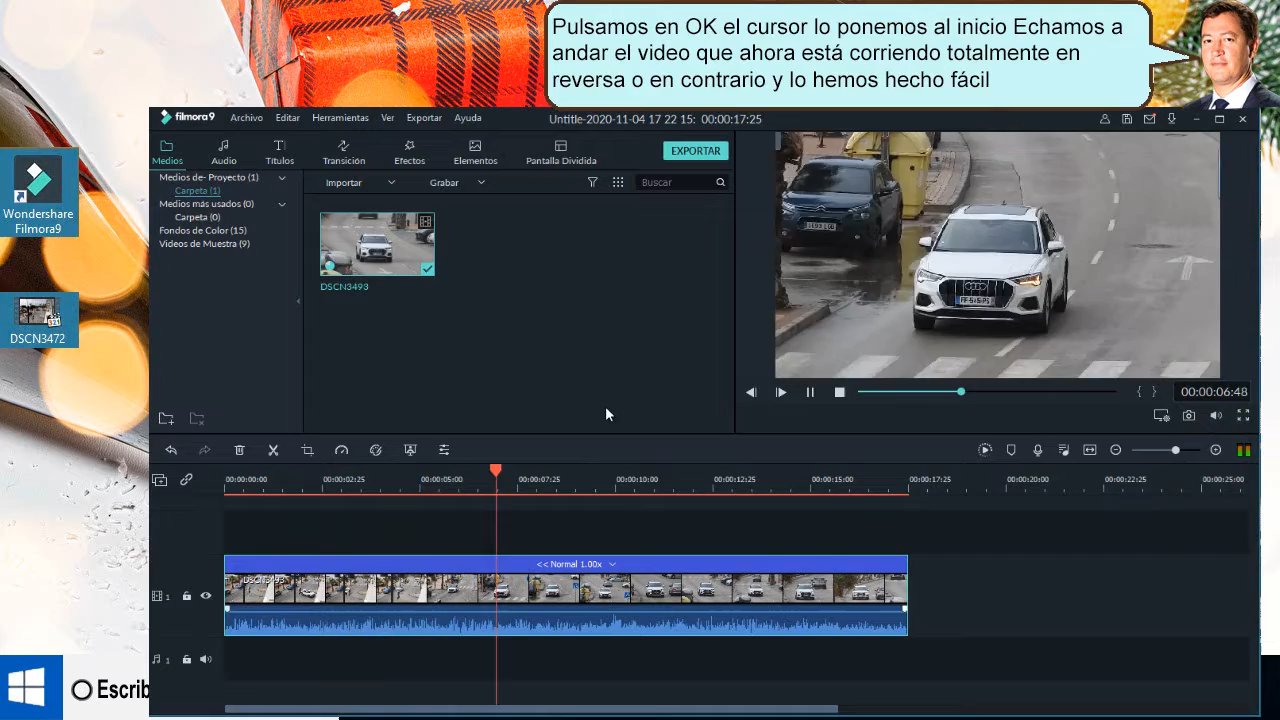 Pulsamos en OK el cursor lo ponemos al inicio Echamos a
andar el video que ahora está corriendo totalmente en
reversa o en contrario y lo hemos hecho fácil
filmora9
Archivo Editar Herramientas Ver Exportar Ayuda
Untitle-2020-11-04 17 22 15: 00:00:17:25
Medios Audio Títulos Transición Efectos Elementos Pantalla Dividida
EXPORTAR
Medios de- Proyecto (1)
Carpeta (1)
Medios más usados (0)
Carpeta (0)
Fondos de Color (15)
Videos de Muestra (9)
Importar Grabar Buscar
DSCN3493
Wondershare
Filmora9
DSCN3472
00:00:06:48
00:00:00:00 00:00:02:25 00:00:05:00 00:00:07:25 00:00:10:00 00:00:12:25 00:00:15:00 00:00:17:25 00:00:20:00 00:00:22:25 00:00:25:00
<< Normal 1.00x
DSCN3493
1
1
Escrib